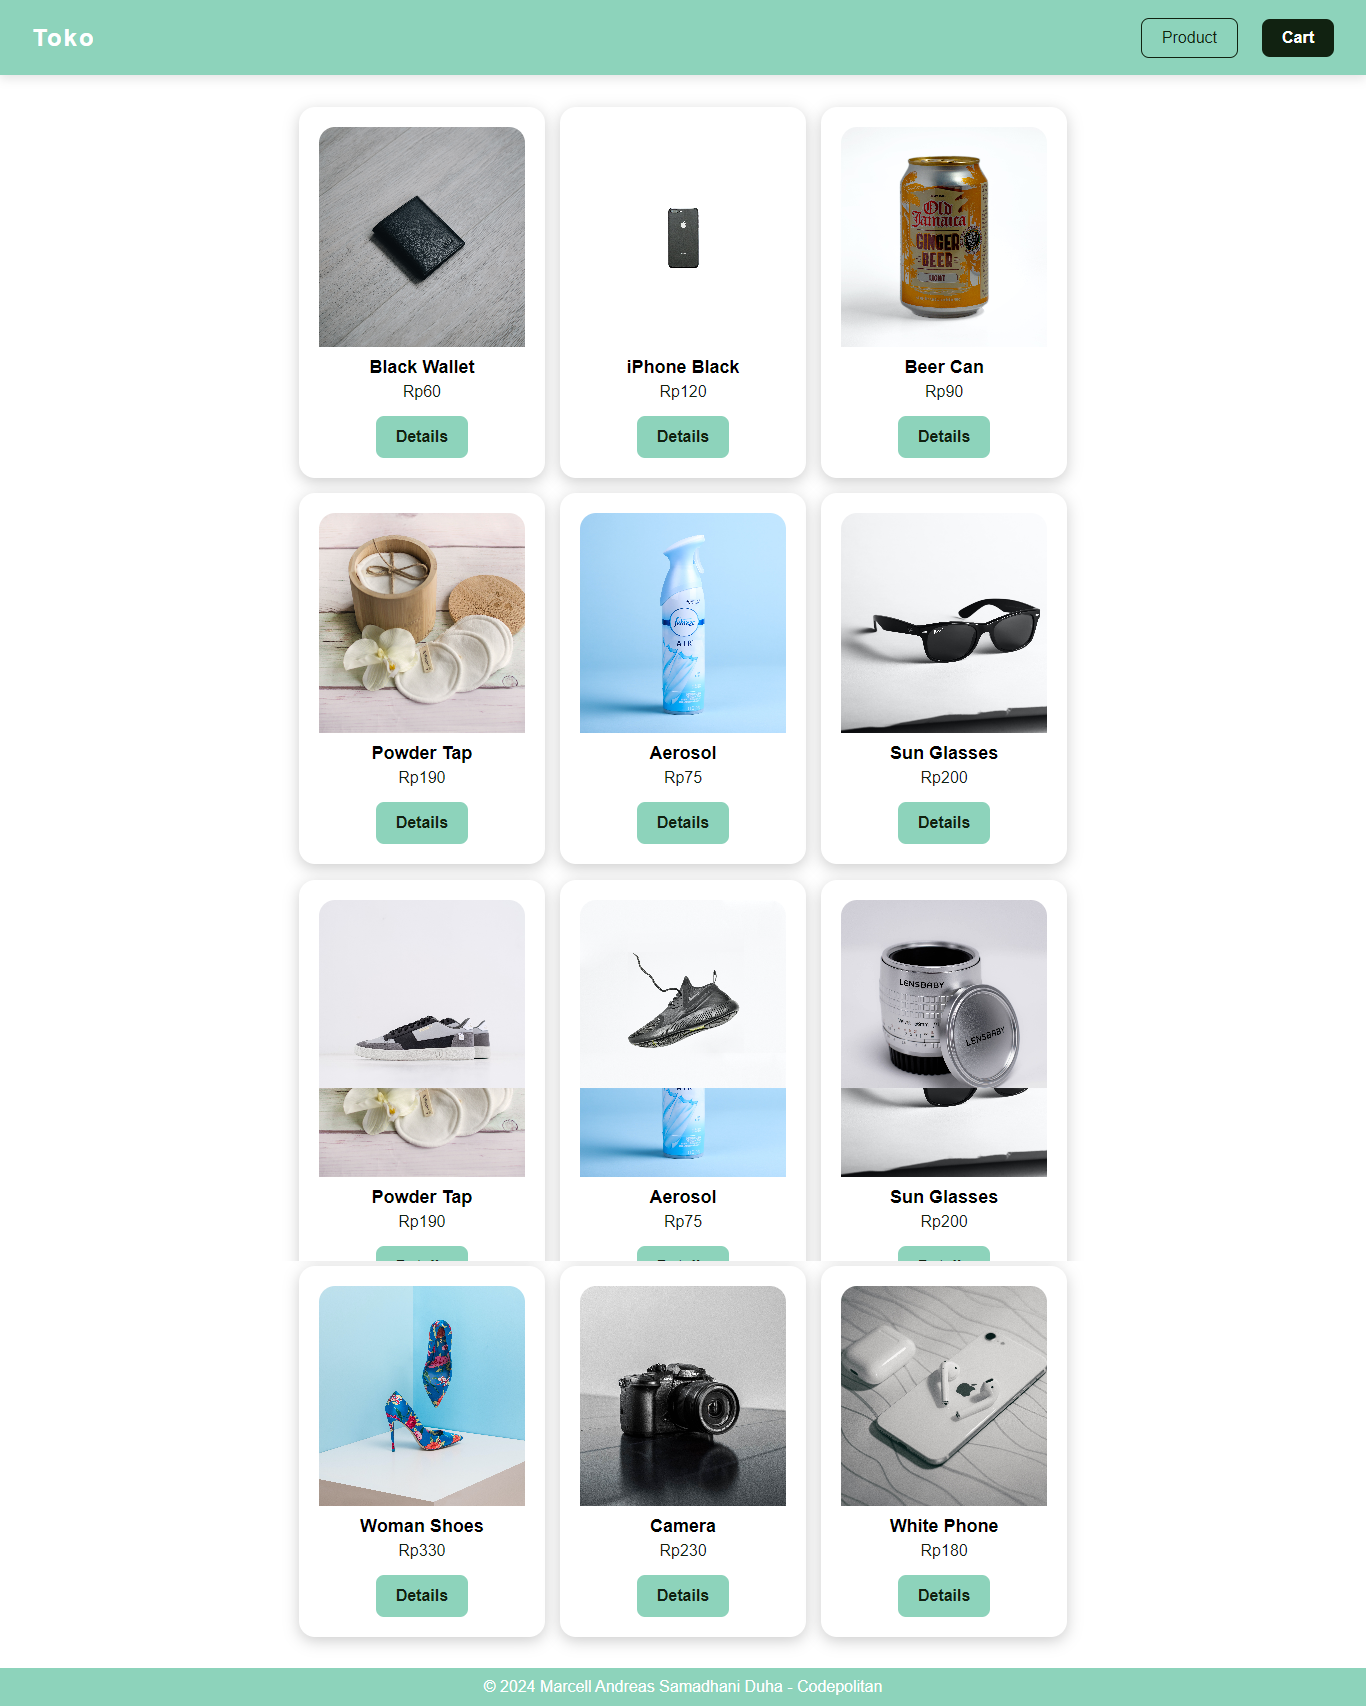 Toko
Product
Cart
Old
Jamaica
GINGER
BEER
LIGHT
Black Wallet
iPhone Black
Beer Can
Rp60
Rp120
Rp90
Details
Details
Details
febreze
AIR
Powder Tap
Aerosol
Sun Glasses
Rp190
Rp75
Rp200
Details
Details
Details
LENSBABY
LENSBABY
AIR
Powder Tap
Aerosol
Sun Glasses
Rp190
Rp75
Rp200
Woman Shoes
Camera
White Phone
Rp330
Rp230
Rp180
Details
Details
Details
© 2024 Marcell Andreas Samadhani Duha - Codepolitan